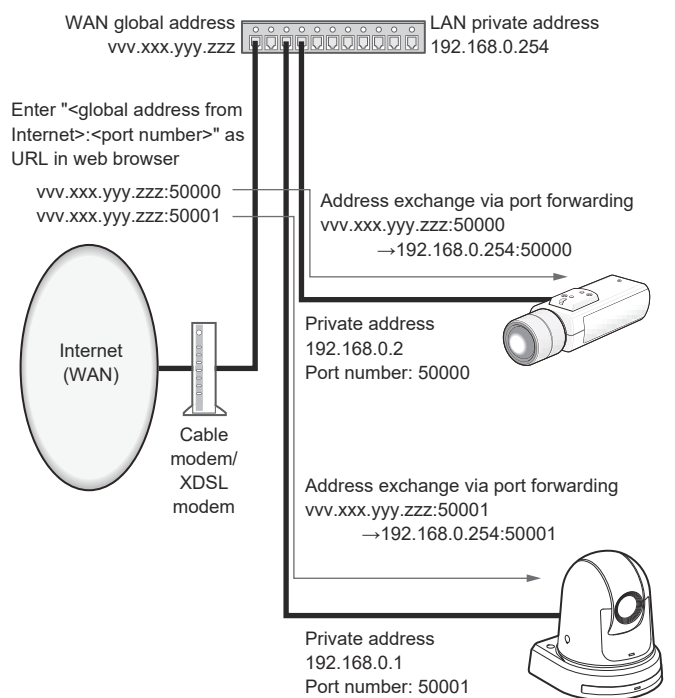 WAN global address
vvv.xxx.yyy.zzz
LAN private address
192.168.0.254
Enter "<global address from
Internet>:<port number>" as
URL in web browser
vvv.xxx.yyy.zzz:50000
vvv.xxx.yyy.zzz:50001
Address exchange via port forwarding
vvv.xxx.yyy.zzz:50000
→192.168.0.254:50000
Private address
192.168.0.2
Port number: 50000
Internet
(WAN)
Cable
modem/
XDSL
modem
Address exchange via port forwarding
vvv.xxx.yyy.zzz:50001
→192.168.0.254:50001
Private address
192.168.0.1
Port number: 50001